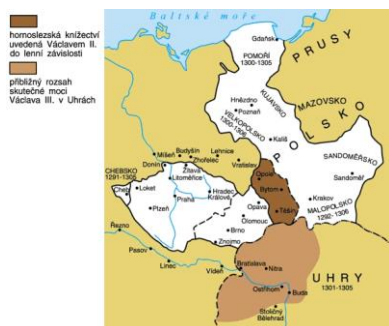 hornoslezská knížectví
uvedená Václavem II.
do lenní závislosti
přibližný rozsah
skutečné moci
Václava III. v Uhrách
Baltské moře
Gdaňsk
PRUSY
POMOŘÍ
1300-1305
KUJAVSKO
MAZOVSKO
Hnězdno
Poznaň
VELKOPOLSKO
1300-1306
POLSKO
Kališ
SANDOMĚŘSKO
Sandoměř
Míšeň
Budyšín
Zhořelec
Lehnice
Vratislav
Donín
Žitava
Litoměřice
CHEBSKO
1291-1305
Cheb
Loket
Praha
Hradec
Králové
Opole
Bytom
Krakov
MALOPOLSKO
1292-1306
Plzeň
Opava
Těšín
Olomouc
Brno
Znojmo
Řezno
Pasov
Linec
Vídeň
Bratislava
Nitra
UHRY
1301-1305
Ostřihom
Buda
Stoličný
Bělehrad